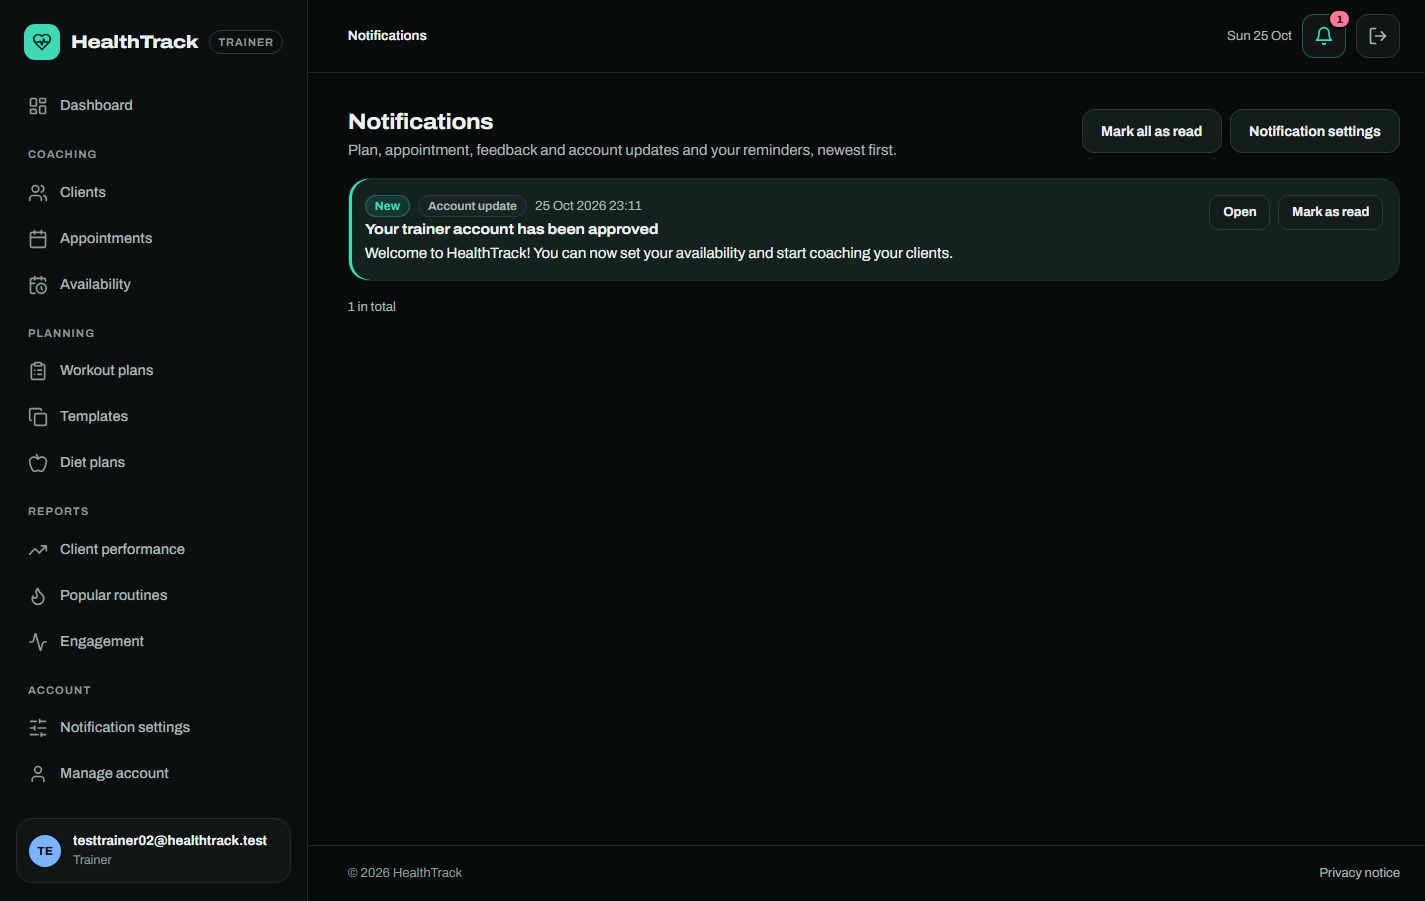 HealthTrack TRAINER
Dashboard
COACHING
Clients
Appointments
Availability
PLANNING
Workout plans
Templates
Diet plans
REPORTS
Client performance
Popular routines
Engagement
ACCOUNT
Notification settings
Manage account
TE
testtrainer02@healthtrack.test
Trainer
Notifications
Sun 25 Oct
1
Notifications
Plan, appointment, feedback and account updates and your reminders, newest first.
Mark all as read
Notification settings
New Account update 25 Oct 2026 23:11
Your trainer account has been approved
Welcome to HealthTrack! You can now set your availability and start coaching your clients.
Open
Mark as read
1 in total
© 2026 HealthTrack
Privacy notice